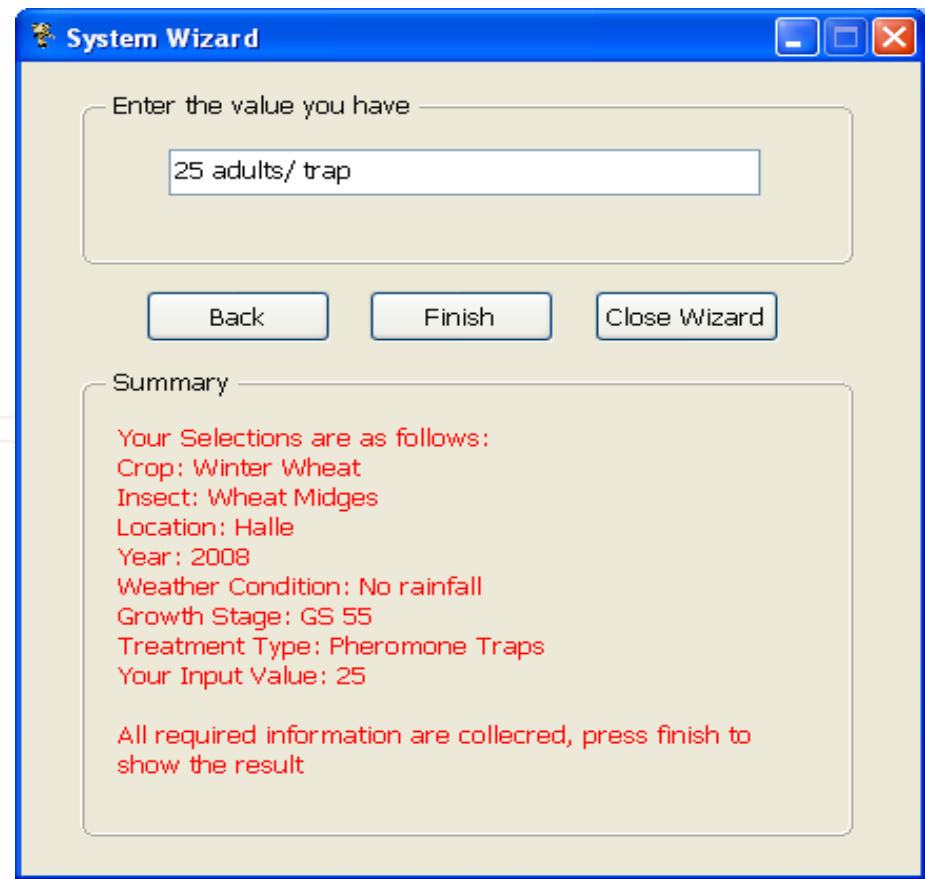 System Wizard
Enter the value you have
25 adults/ trap
Back
Finish
Close Wizard
Summary
Your Selections are as follows:
Crop: Winter Wheat
Insect: Wheat Midges
Location: Halle
Year: 2008
Weather Condition: No rainfall
Growth Stage: GS 55
Treatment Type: Pheromone Traps
Your Input Value: 25
All required information are collecred, press finish to
show the result